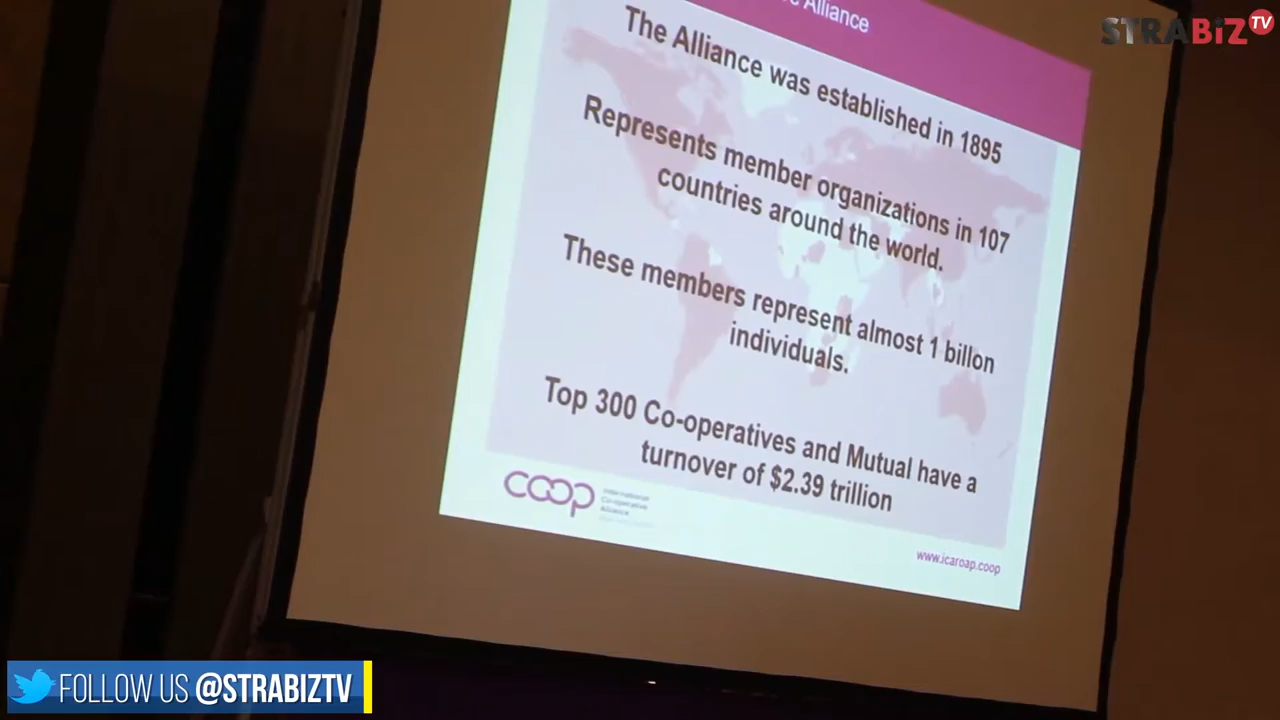 STRABIZ TV
Alliance
The Alliance was established in 1895
Represents member organizations in 107
countries around the world.
These members represent almost 1 billon
individuals.
Top 300 Co-operatives and Mutual have a
turnover of $2.39 trillion
coop
International
Co-operative
Alliance
www.icaroap.coop
FOLLOW US @STRABIZTV